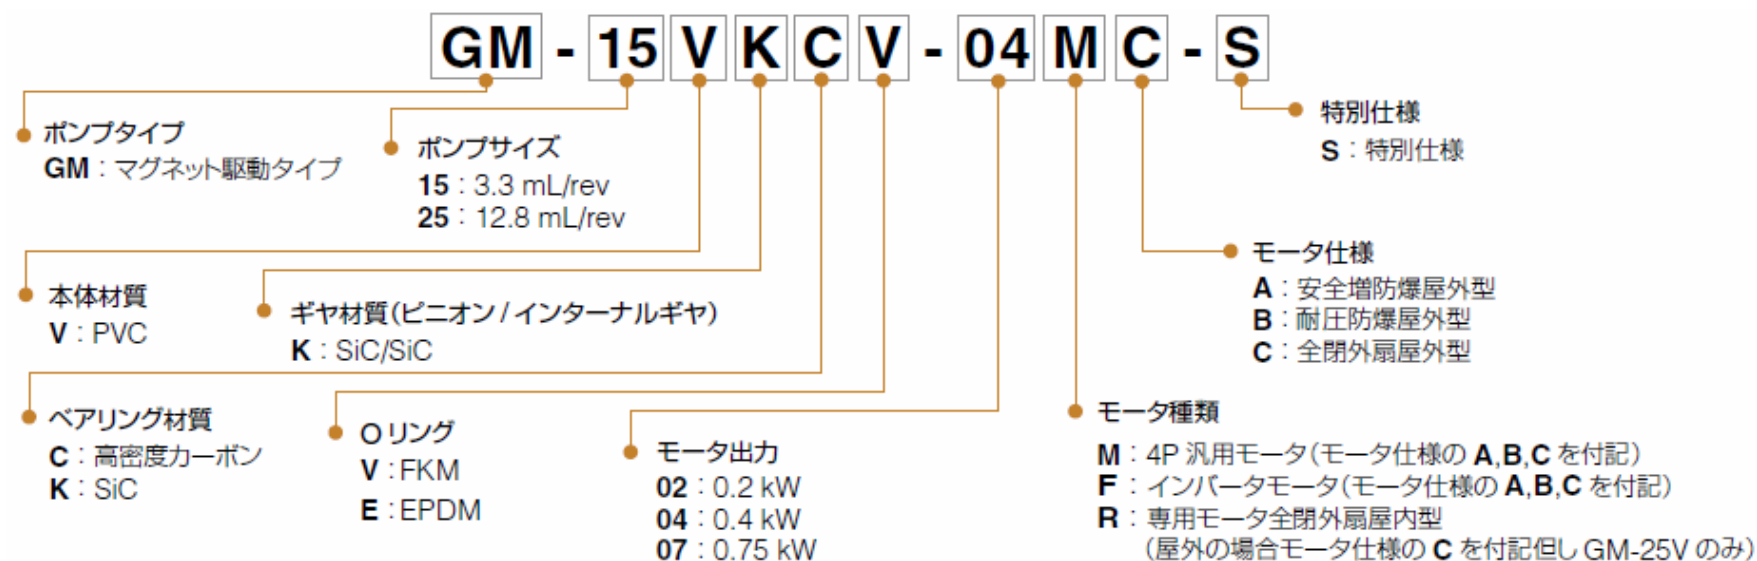 GM - 15 V K C V - 04 M C - S
ポンプタイプ
GM：マグネット駆動タイプ
ポンプサイズ
15：3.3 mL/rev
25：12.8 mL/rev
特別仕様
S：特別仕様
本体材質
V：PVC
ギヤ材質(ピニオン / インターナルギヤ)
K：SiC/SiC
モータ仕様
A：安全増防爆屋外型
B：耐圧防爆屋外型
C：全閉外扇屋外型
ベアリング材質
C：高密度カーボン
K：SiC
O リング
V：FKM
E：EPDM
モータ出力
02：0.2 kW
04：0.4 kW
07：0.75 kW
モータ種類
M：4P 汎用モータ(モータ仕様の A,B,C を付記)
F：インバータモータ(モータ仕様の A,B,C を付記)
R：専用モータ全閉外扇屋内型
(屋外の場合モータ仕様の C を付記但し GM-25V のみ)